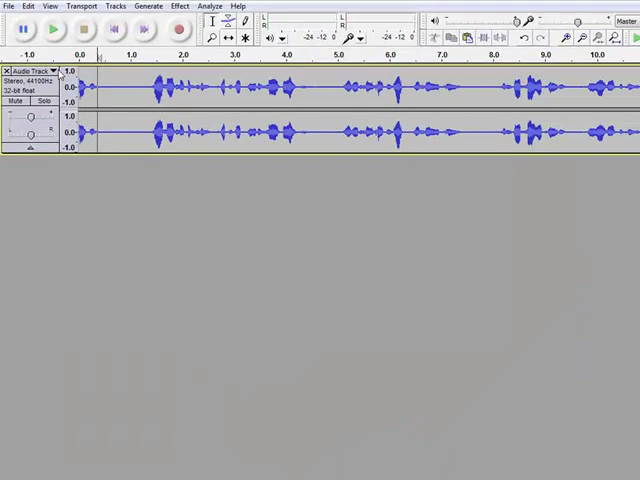 File Edit View Transport Tracks Generate Effect Analyze Help
L
R
-24 -12 0
L
R
-24 -12 0
Master
-1.0 0.0 1.0 2.0 3.0 4.0 5.0 6.0 7.0 8.0 9.0 10.0
Audio Track
Stereo, 44100Hz
32-bit float
Mute Solo
- +
L R
1.0
0.0
-1.0
1.0
0.0
-1.0